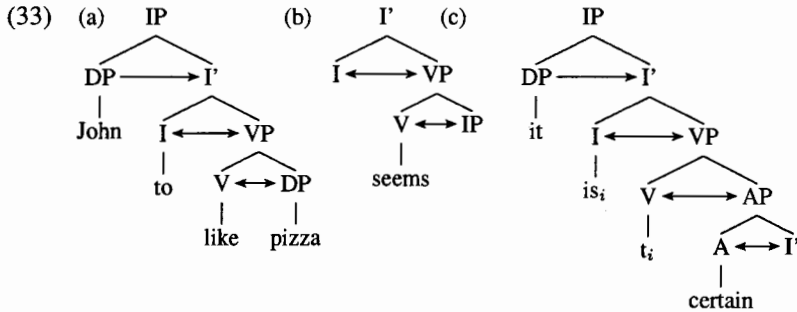 (33) (a) IP (b) I' (c) IP
DP I' I VP DP I'
John I VP V IP it I VP
to V DP seems is_i V AP
like pizza t_i A I'
certain